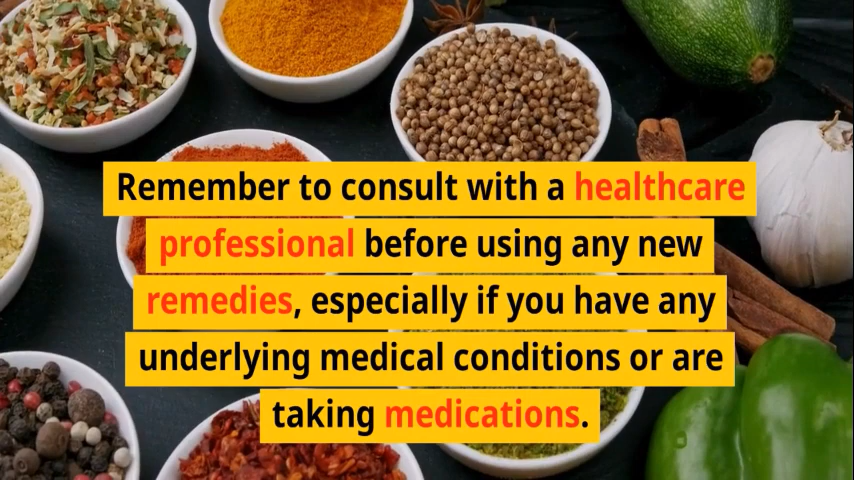 Remember to consult with a healthcare
professional before using any new
remedies, especially if you have any
underlying medical conditions or are
taking medications.